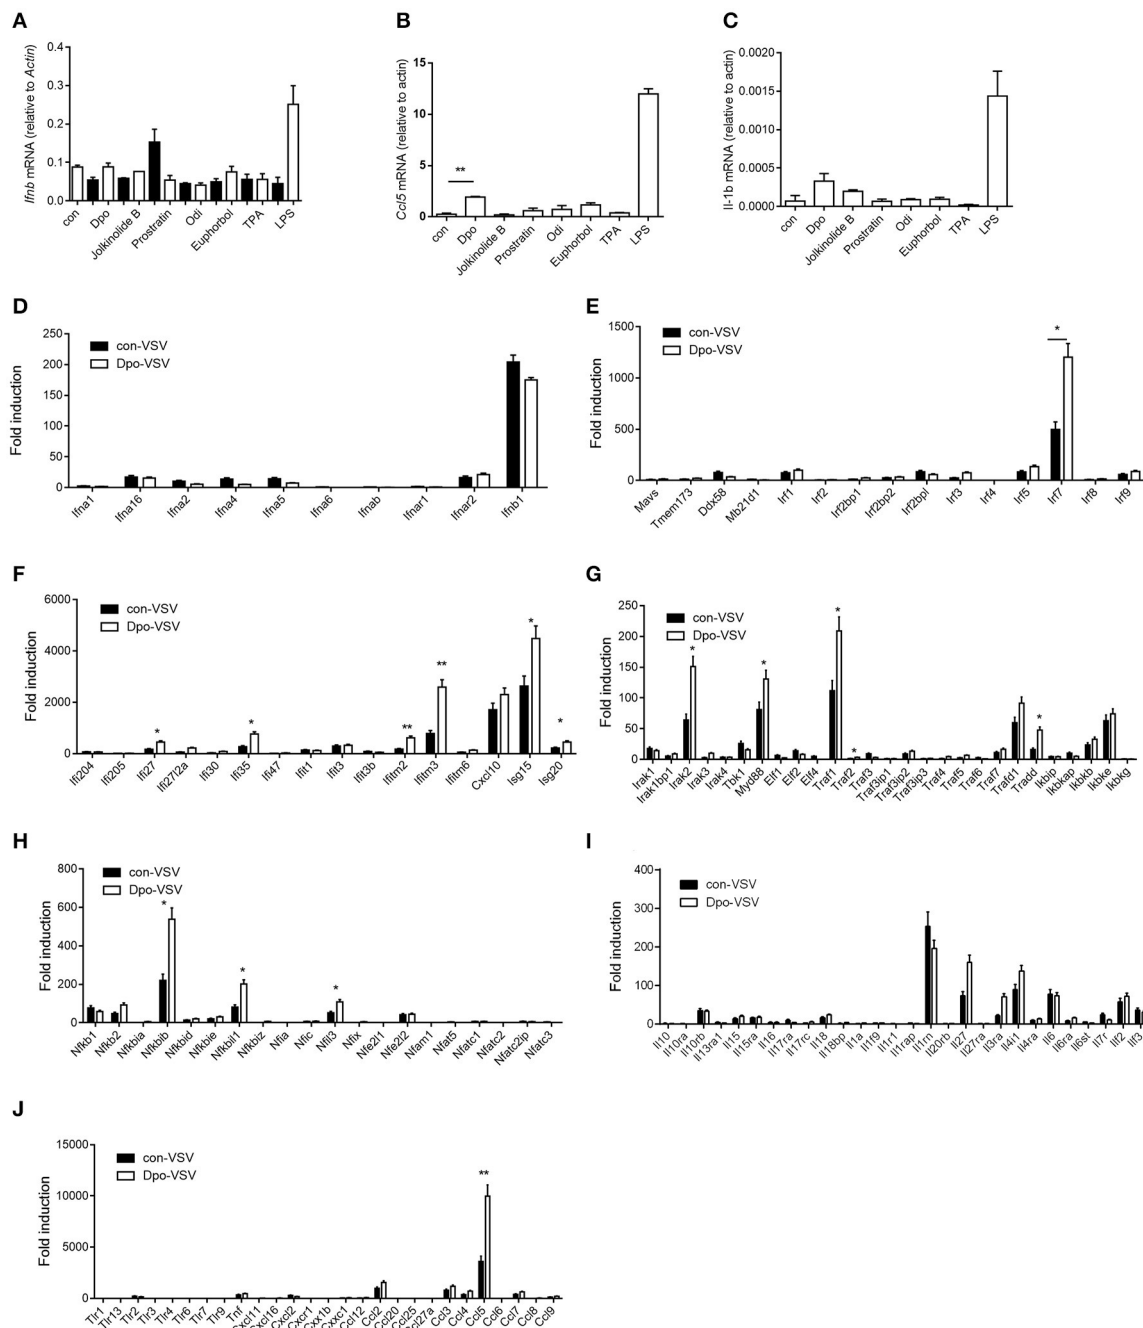 A
Ifnb mRNA (relative to Actin)
0.4
0.3
0.2
0.1
0.0
con
Dpo
Jolkinolide B
Prostratin
Odi
Euphorbol
TPA
LPS
B
Ccl5 mRNA (relative to actin)
15
10
5
0
**
con
Dpo
Jolkinolide B
Prostratin
Odi
Euphorbol
TPA
LPS
C
Il-1b mRNA (relative to actin)
0.0020
0.0015
0.0010
0.0005
0.0000
con
Dpo
Jolkinolide B
Prostratin
Odi
Euphorbol
TPA
LPS
D
Fold induction
250
200
150
100
50
0
con-VSV
Dpo-VSV
Ifna1
Ifna16
Ifna2
Ifna4
Ifna5
Ifna6
Ifnab
Ifnar1
Ifnar2
Ifnb1
E
Fold induction
1500
1000
500
0
con-VSV
Dpo-VSV
*
Mavs
Tmem173
Ddx58
Mb21d1
Irf1
Irf2
Irf2bp1
Irf2bp2
Irf2bpl
Irf3
Irf4
Irf5
Irf7
Irf8
Irf9
F
Fold induction
6000
4000
2000
0
con-VSV
Dpo-VSV
*
*
**
**
*
*
Ifi204
Ifi205
Ifi27
Ifi27l2a
Ifi30
Ifi35
Ifi47
Ifit1
Ifit3
Ifit3b
Ifitm2
Ifitm3
Ifitm6
Cxcl10
Isg15
Isg20
G
Fold induction
250
200
150
100
50
0
con-VSV
Dpo-VSV
*
*
*
*
*
Irak1
Irak1bp1
Irak2
Irak3
Irak4
Tbk1
Myd88
Elf1
Elf2
Elf4
Traf1
Traf2
Traf3
Traf3ip1
Traf3ip2
Traf3ip3
Traf4
Traf5
Traf6
Traf7
Trafd1
Tradd
Ikbip
Ikbkap
Ikbkb
Ikbke
Ikbkg
H
Fold induction
800
600
400
200
0
con-VSV
Dpo-VSV
*
*
*
Nfkb1
Nfkb2
Nfkbia
Nfkbib
Nfkbid
Nfkbie
Nfkbil1
Nfkbiz
Nfia
Nfic
Nfil3
Nfix
Nfe2l1
Nfe2l2
Nfam1
Nfat5
Nfatc1
Nfatc2
Nfatc2ip
Nfatc3
I
Fold induction
400
300
200
100
0
con-VSV
Dpo-VSV
Il10
Il10ra
Il10rb
Il13ra1
Il15
Il15ra
Il16
Il17ra
Il17rc
Il18
Il18bp
Il1a
Il1f9
Il1r1
Il1rap
Il1rn
Il20rb
Il27
Il27ra
Il3ra
Il4i1
Il4ra
Il6
Il6ra
Il6st
Il7r
Ilf2
Ilf3
J
Fold induction
15000
10000
5000
0
con-VSV
Dpo-VSV
**
Tlr1
Tlr13
Tlr2
Tlr3
Tlr4
Tlr6
Tlr7
Tlr9
Tnf
Cxcl11
Cxcl16
Cxcl2
Cxcr1
Cxx1b
Cxxc1
Ccl12
Ccl2
Ccl20
Ccl25
Ccl27a
Ccl3
Ccl4
Ccl5
Ccl6
Ccl7
Ccl8
Ccl9